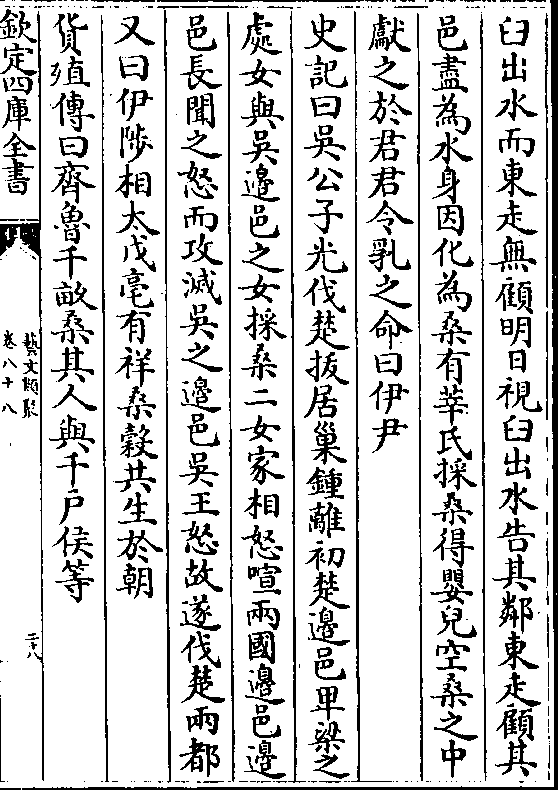 臼出水而東走無顧明日視臼出水告其鄰東走顧其
邑盡為水身因化為桑有莘氏採桑得嬰兒空桑之中
獻之於君君令乳之命曰伊尹
史記曰吳公子光伐楚拔居巢鍾離初楚邊邑卑梁之
處女與吳邊邑之女採桑二女家相怒喧兩國邊邑邊
邑長聞之怒而攻滅吳之邊邑吳王怒故遂伐楚兩都
又曰伊陟相太戊亳有祥桑榖共生於朝
貨殖傳曰齊魯千畝桑其人與千戶侯等
欽定四庫全書
藝文類聚
卷八十八
二十八